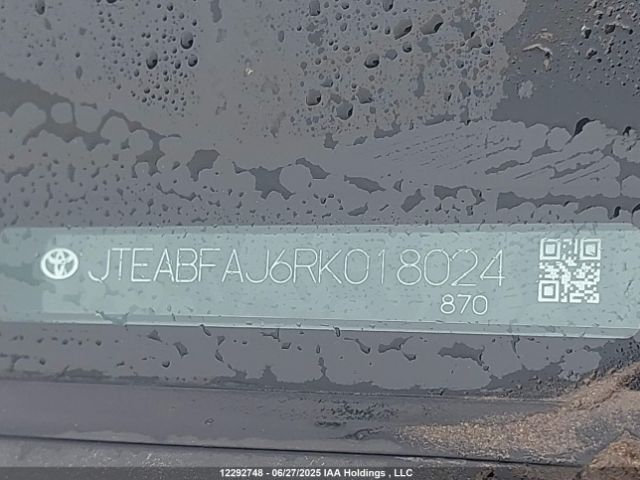 JTEABFAJ6RK018024
870
12292748 - 06/27/2025 IAA Holdings , LLC